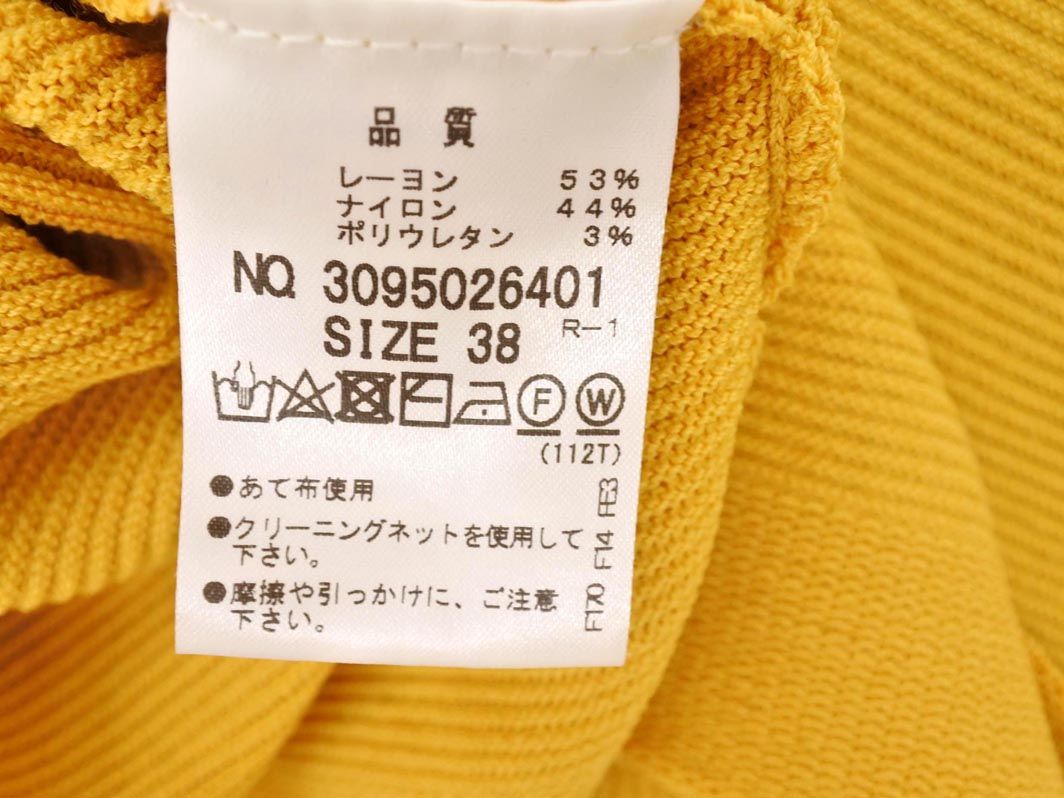 品質
レーヨン 53%
ナイロン 44%
ポリウレタン 3%
NO. 3095026401
SIZE 38 R-1
F W
(112T)
●あて布使用
●クリーニングネットを使用して
下さい。
●摩擦や引っかけに、ご注意
下さい。
F170 F14 FE3